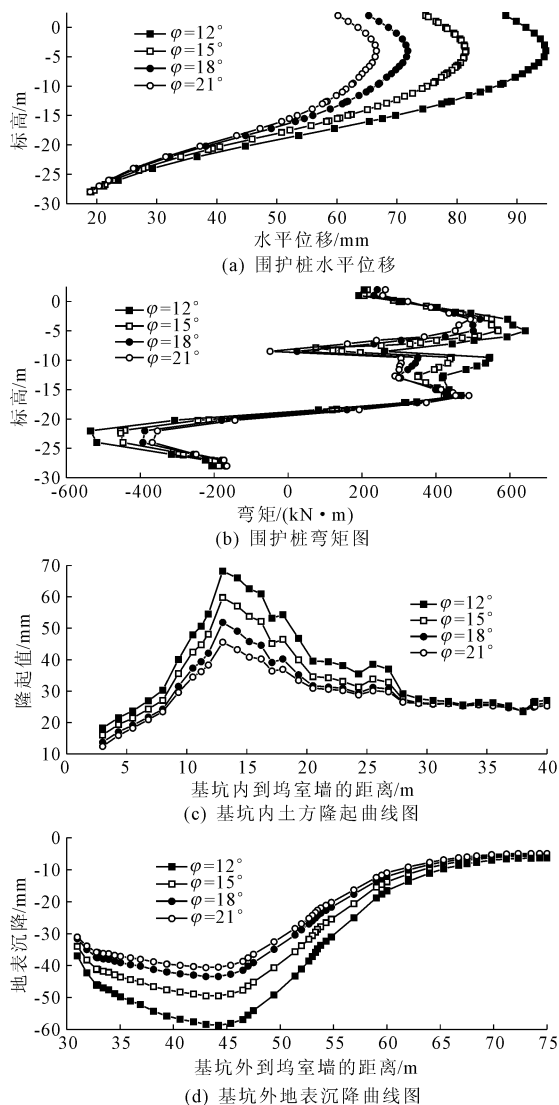 φ=12°
φ=15°
φ=18°
φ=21°
0
-5
-10
-15
-20
-25
-30
标高/m
20 30 40 50 60 70 80 90
水平位移/mm
(a) 围护桩水平位移
φ=12°
φ=15°
φ=18°
φ=21°
0
-5
-10
-15
-20
-25
-30
标高/m
-600 -400 -200 0 200 400 600
弯矩/(kN·m)
(b) 围护桩弯矩图
70
60
50
40
30
20
10
隆起值/mm
φ=12°
φ=15°
φ=18°
φ=21°
0 5 10 15 20 25 30 35 40
基坑内到坞室墙的距离/m
(c) 基坑内土方隆起曲线图
0
-10
-20
-30
-40
-50
-60
地表沉降/mm
φ=12°
φ=15°
φ=18°
φ=21°
30 35 40 45 50 55 60 65 70 75
基坑外到坞室墙的距离/m
(d) 基坑外地表沉降曲线图